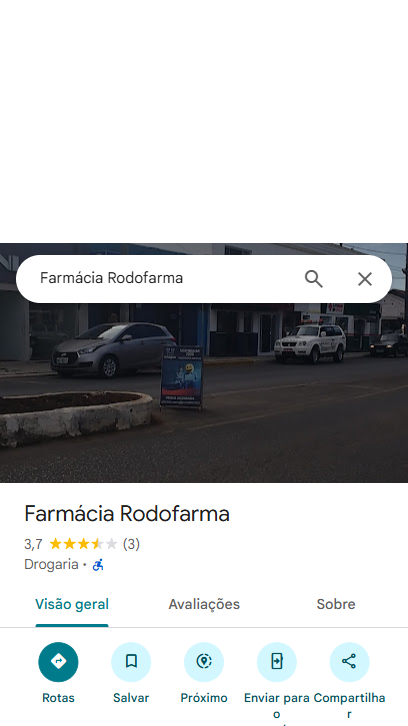 Farmácia Rodofarma
Farmácia Rodofarma
3,7 (3)
Drogaria ·
Visão geral Avaliações Sobre
Rotas Salvar Próximo Enviar para o Compartilhar